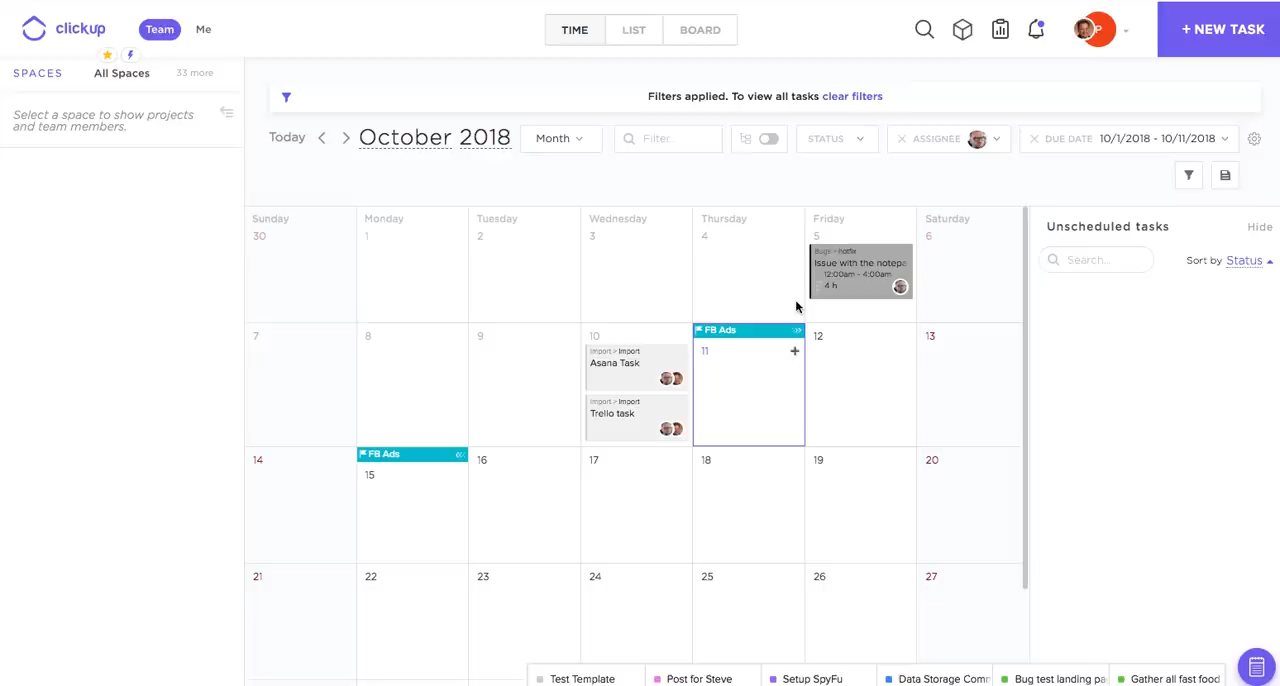 clickup
Team
Me
TIME
LIST
BOARD
+ NEW TASK
SPACES
All Spaces
33 more
Select a space to show projects
and team members.
Filters applied. To view all tasks clear filters
Today
October 2018
Month
Filter...
STATUS
ASSIGNEE
DUE DATE 10/1/2018 - 10/11/2018
Unscheduled tasks
Hide
Search...
Sort by Status
Sunday
Monday
Tuesday
Wednesday
Thursday
Friday
Saturday
30
1
2
3
4
5
6
Bugs > hotfix
Issue with the notepa
12:00am - 4:00am
4 h
7
8
9
10
Import > Import
Asana Task
Import > Import
Trello task
FB Ads
11
12
13
14
FB Ads
15
16
17
18
19
20
21
22
23
24
25
26
27
Test Template
Post for Steve
Setup SpyFu
Data Storage Com
Bug test landing pa
Gather all fast food